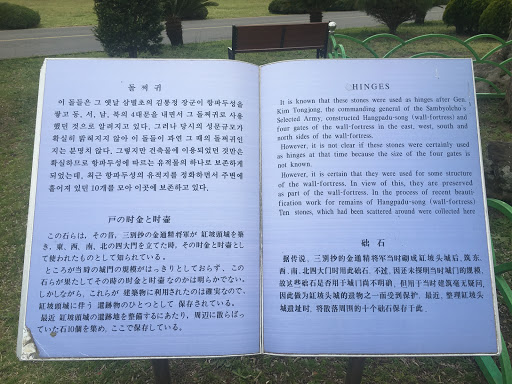 돌 쩌 귀
이 돌들은 그 옛날 삼별초의 김통정 장군이 항파두성을
쌓고 동, 서, 남, 북의 4대문을 내면서 그 돌쩌귀로 사용
했던 것으로 알려지고 있다. 그러나 당시의 성문규모가
확실히 밝혀지지 않아 이 돌들이 과연 그 때의 돌쩌귀인
지는 분명치 않다. 그렇지만 건축물에 이용되었던 것만은
확실하므로 항파두성에 따르는 유적물의 하나로 보존하게
되었는데, 최근 항파두성의 유적지를 정화하면서 주변에
흩어져 있던 10개를 모아 이곳에 보존하고 있다.
戸の肘金と肘壺
この石らは、その昔、三別抄の金通精将軍が 缸坡頭城を築
き、東、西、南、北の四大門を立てた時、その肘金と肘壺とし
て使われたものとして知られている。
ところが当時の城門の規模がはっきりとしておらず、この
石らが果たしてその時の肘金と肘壺 なのかは明らかでない。
しかしながら、これらが 建築物に利用されたのは確実なので、
缸坡頭城に伴う 遺跡物のひとつとして 保存されている。
最近 缸坡頭城の遺跡地を整備するにあたり、周辺に散らばっ
ていた石10個を集め、ここで保存している。
HINGES
It is known that these stones were used as hinges after Gen.
Kim Tongjong, the commanding general of the Sambyolcho's
Selected Army, constructed Hangpadu-song (wall-fortress) and
four gates of the wall-fortress in the east, west, south and
north sides of the wall-fortress.
However, it is not clear if these stones were certainly used
as hinges at that time because the size of the four gates is
not known.
However, it is certain that they were used for some structure
of the wall-fortress. In view of this, they are preserved
as part of the wall-fortress. In the process of recent beauti-
fication work for remains of Hangpadu-song (wall-fortress)
Ten stones, which had been scattered around were colected here
础 石
据传说、三别抄的金通精将军当时砌成缸坡头城后、筑东、
西、南、北四大门时用此础石、不过、因还未探明当时城门的规模、
故这些础石是否用于城门尚不明确、但用于当时建筑毫无疑问、
因此做为缸坡头城的遗物之一而受到保护、最近、整理缸坡头
城遗址时、将散落周围的十个础石保存于此、